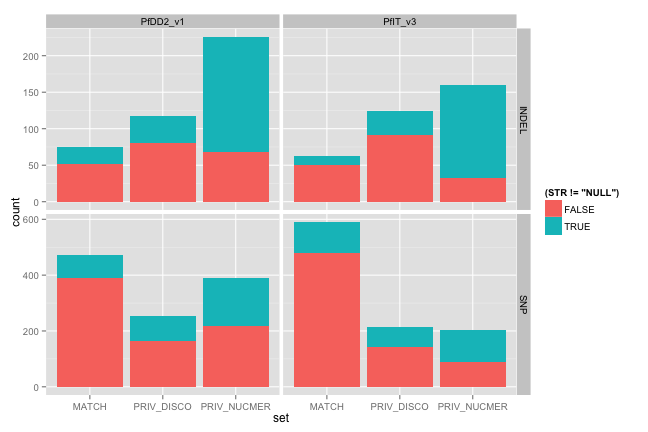 PfDD2_v1 PfIT_v3
200
150
100
50
0
INDEL
600
400
200
0
SNP
count
MATCH PRIV_DISCO PRIV_NUCMER MATCH PRIV_DISCO PRIV_NUCMER
set
(STR != "NULL")
FALSE
TRUE